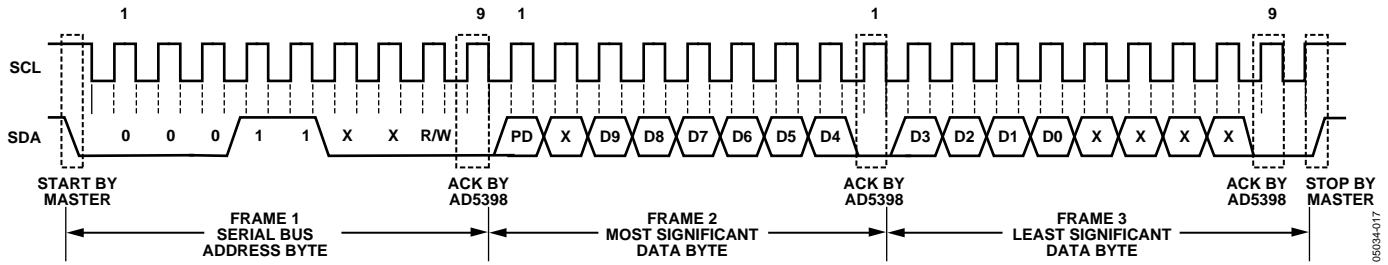 1 9 1 1 9
SCL
SDA 0 0 0 1 1 X X R/W PD X D9 D8 D7 D6 D5 D4 D3 D2 D1 D0 X X X X
START BY
MASTER
ACK BY
AD5398
ACK BY
AD5398
ACK BY
AD5398
STOP BY
MASTER
FRAME 1
SERIAL BUS
ADDRESS BYTE
FRAME 2
MOST SIGNIFICANT
DATA BYTE
FRAME 3
LEAST SIGNIFICANT
DATA BYTE
05034-017